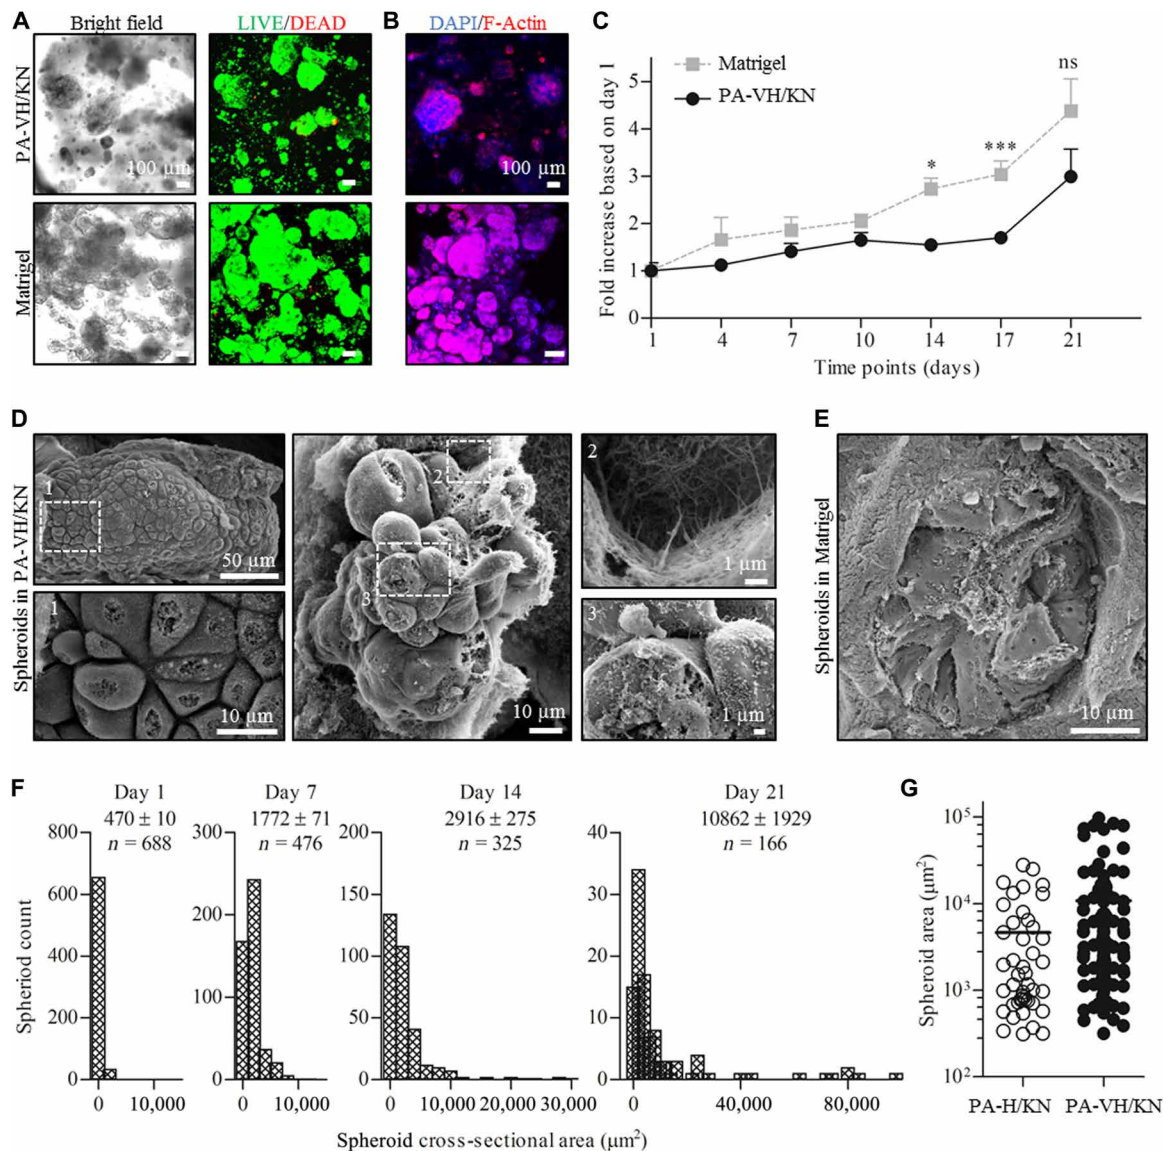 A
Bright field
LIVE/DEAD
PA-VH/KN
100 µm
Matrigel
B
DAPI/F-Actin
100 µm
C
Fold increase based on day 1
5
4
3
2
1
0
Matrigel
PA-VH/KN
*
***
ns
1 4 7 10 14 17 21
Time points (days)
D
Spheroids in PA-VH/KN
1
50 µm
1
10 µm
2
3
10 µm
2
1 µm
3
1 µm
E
Spheroids in Matrigel
10 µm
F
Spheriod count
Day 1
470 ± 10
n = 688
800
600
400
200
0
0 10,000
Day 7
1772 ± 71
n = 476
300
200
100
0
0 10,000
Day 14
2916 ± 275
n = 325
200
150
100
50
0
0 10,000 20,000 30,000
Day 21
10862 ± 1929
n = 166
40
30
20
10
0
0 40,000 80,000
Spheroid cross-sectional area (µm²)
G
Spheroid area (µm²)
10⁵
10⁴
10³
10²
PA-H/KN PA-VH/KN